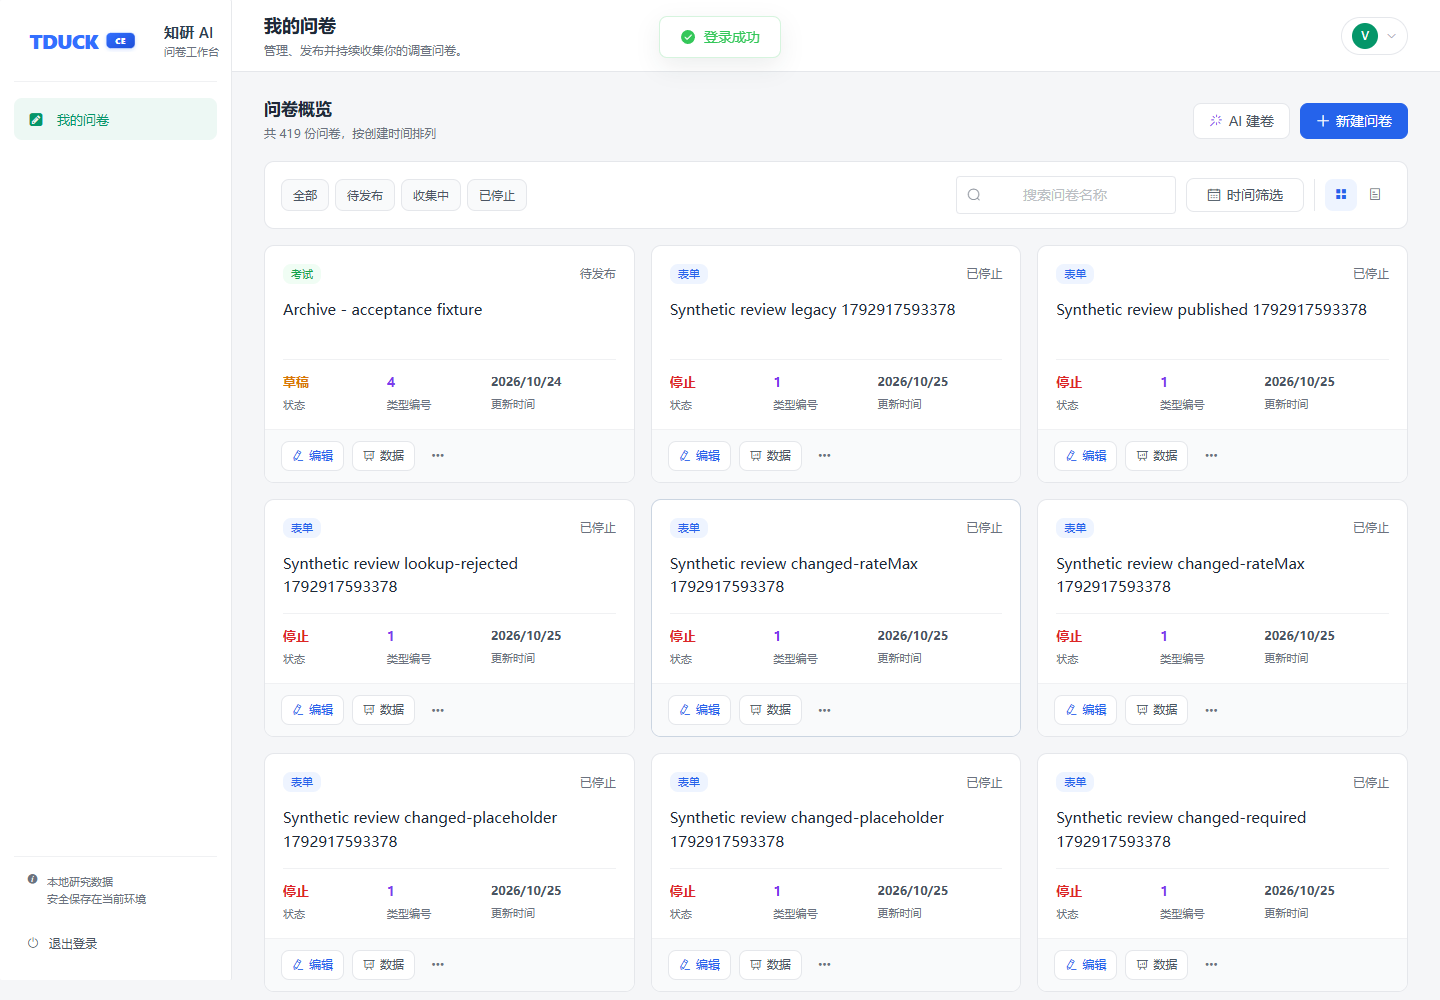 TDUCK CE
知研 AI
问卷工作台
我的问卷
管理、发布并持续收集你的调查问卷。
登录成功
V
我的问卷
问卷概览
共 419 份问卷，按创建时间排列
AI 建卷
新建问卷
全部
待发布
收集中
已停止
搜索问卷名称
时间筛选
考试
待发布
Archive - acceptance fixture
草稿
4
2026/10/24
状态
类型编号
更新时间
编辑
数据
表单
已停止
Synthetic review legacy 1792917593378
停止
1
2026/10/25
状态
类型编号
更新时间
编辑
数据
表单
已停止
Synthetic review published 1792917593378
停止
1
2026/10/25
状态
类型编号
更新时间
编辑
数据
表单
已停止
Synthetic review lookup-rejected
1792917593378
停止
1
2026/10/25
状态
类型编号
更新时间
编辑
数据
表单
已停止
Synthetic review changed-rateMax
1792917593378
停止
1
2026/10/25
状态
类型编号
更新时间
编辑
数据
表单
已停止
Synthetic review changed-rateMax
1792917593378
停止
1
2026/10/25
状态
类型编号
更新时间
编辑
数据
表单
已停止
Synthetic review changed-placeholder
1792917593378
停止
1
2026/10/25
状态
类型编号
更新时间
编辑
数据
表单
已停止
Synthetic review changed-placeholder
1792917593378
停止
1
2026/10/25
状态
类型编号
更新时间
编辑
数据
表单
已停止
Synthetic review changed-required
1792917593378
停止
1
2026/10/25
状态
类型编号
更新时间
编辑
数据
本地研究数据
安全保存在当前环境
退出登录